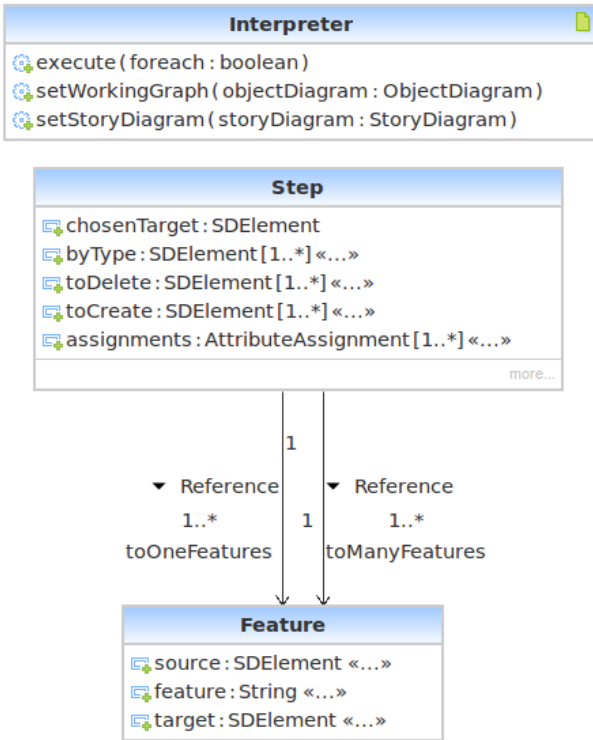 Interpreter
execute(foreach:boolean)
setWorkingGraph(objectDiagram:ObjectDiagram)
setStoryDiagram(storyDiagram:StoryDiagram)
Step
chosenTarget:SDElement
byType:SDElement[1..*] «...»
toDelete:SDElement[1..*] «...»
toCreate:SDElement[1..*] «...»
assignments:AttributeAssignment[1..*] «...»
more...
1
Reference
Reference
1..*
1
1..*
toOneFeatures
toManyFeatures
Feature
source:SDElement «...»
feature:String «...»
target:SDElement «...»